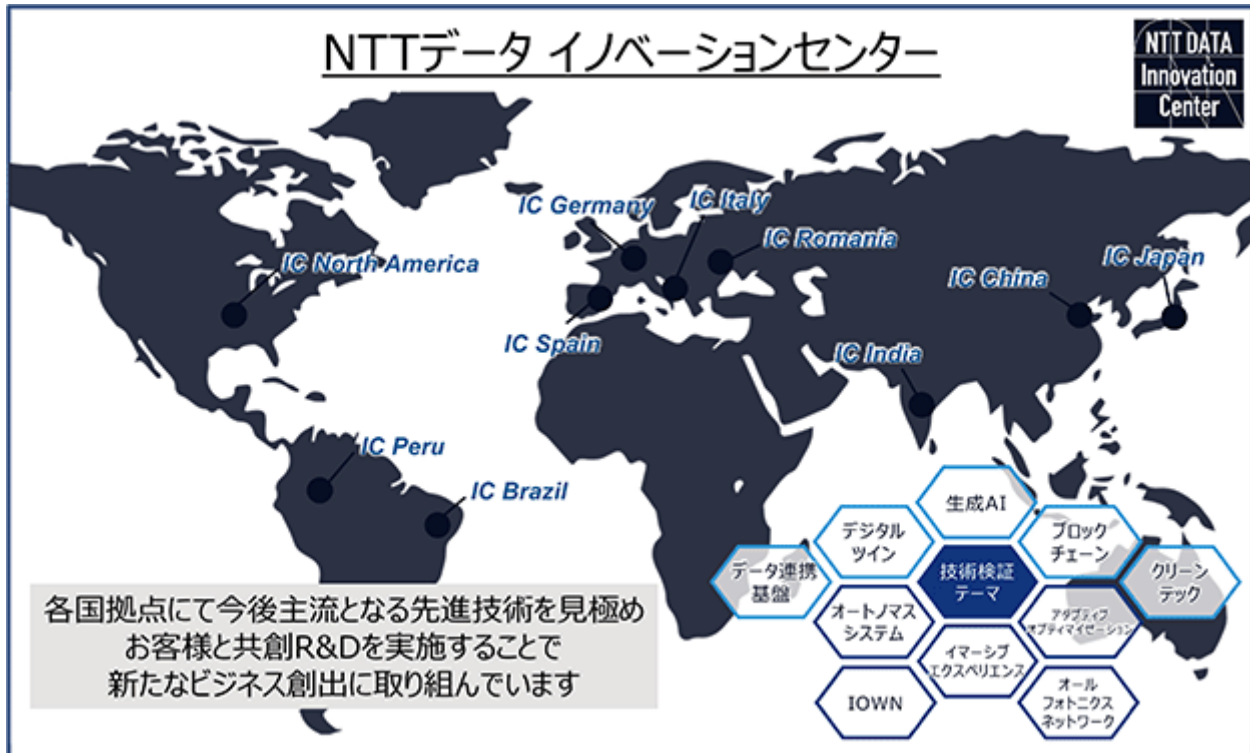 NTTデータ イノベーションセンター
NTT DATA
Innovation
Center
IC Germany
IC Italy
IC Romania
IC North America
IC Japan
IC China
IC Spain
IC India
IC Peru
IC Brazil
生成AI
デジタル
ツイン
ブロック
チェーン
データ連携
基盤
技術検証
テーマ
クリーン
テック
オートノマス
システム
アダプティブ
オプティマイゼーション
イマーシブ
エクスペリエンス
IOWN
オール
フォトニクス
ネットワーク
各国拠点にて今後主流となる先進技術を見極め
お客様と共創R&Dを実施することで
新たなビジネス創出に取り組んでいます